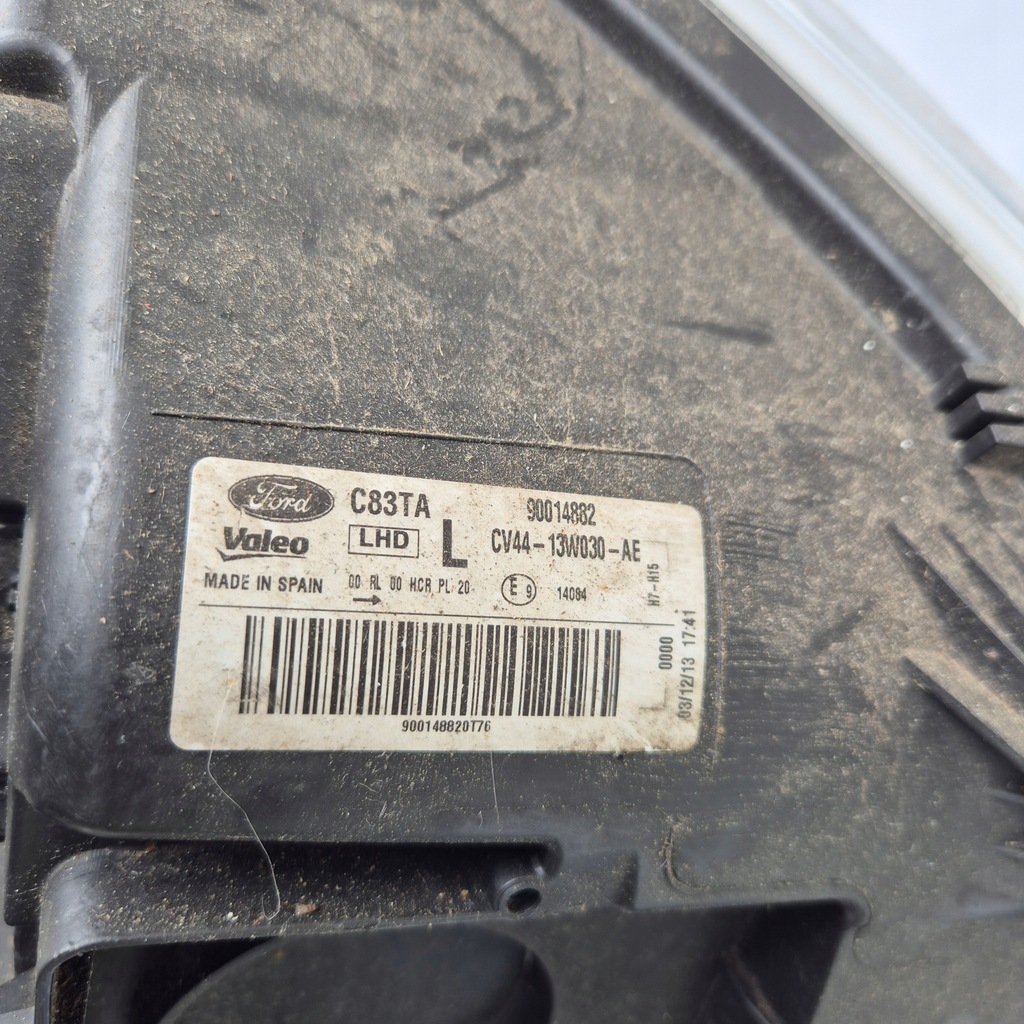 Ford C83TA 90014882
Valeo LHD L CV44-13W030-AE
MADE IN SPAIN 00 RL 00 HCR PL 20 E9 14084
→
H7-H15
0000
03/12/13 17:41
900148820T76